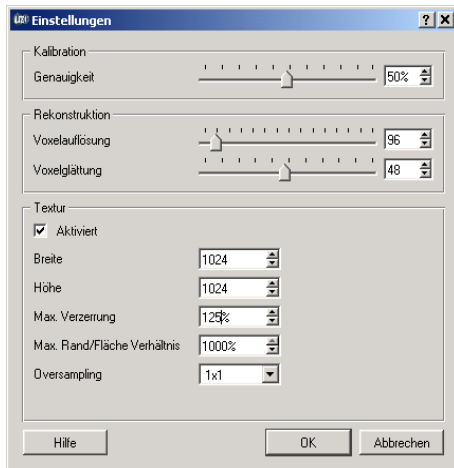 Einstellungen
Kalibration
Genauigkeit 50%
Rekonstruktion
Voxelauflösung 96
Voxelglättung 48
Textur
Aktiviert
Breite 1024
Höhe 1024
Max. Verzerrung 125%
Max. Rand/Fläche Verhältnis 1000%
Oversampling 1x1
Hilfe OK Abbrechen